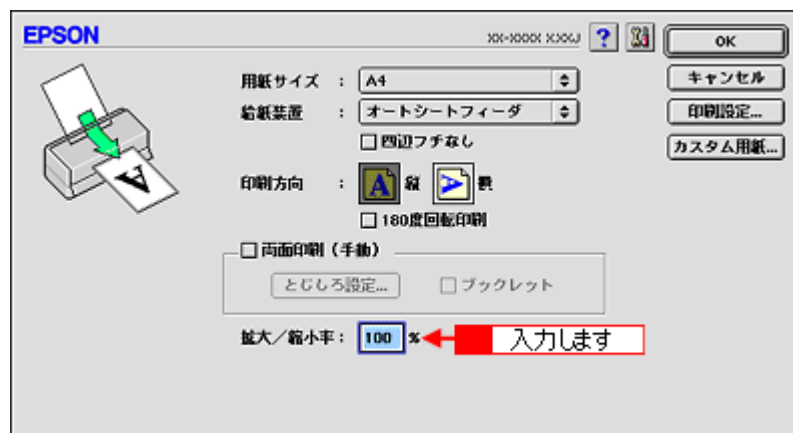 EPSON
OK
用紙サイズ : A4
キャンセル
給紙装置 : オートシートフィーダ
印刷設定...
四辺フチなし
カスタム用紙...
印刷方向 : A 縦 A 横
180度回転印刷
両面印刷（手動）
とじしろ設定... ブックレット
拡大／縮小率： 100 % 入力します
A